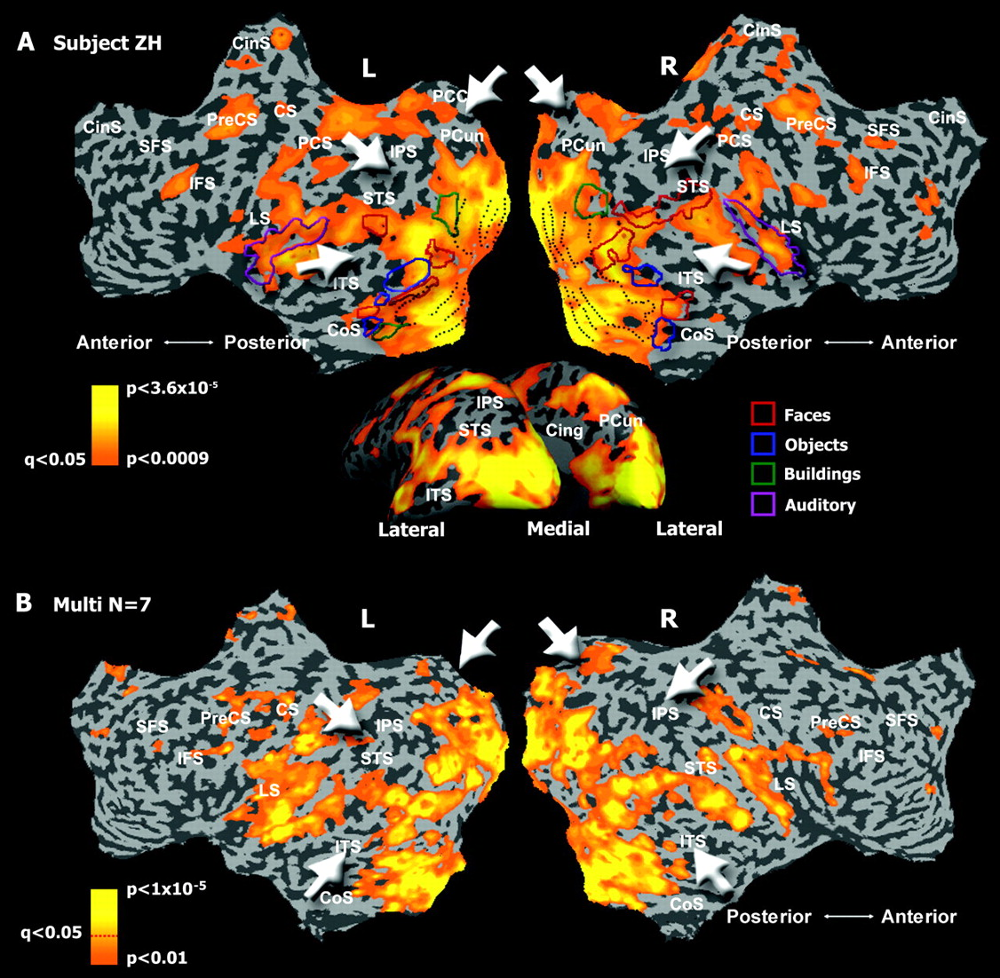 A Subject ZH
L
R
CinS
PCC
CinS
PreCS
CS
PCun
CinS
SFS
PCS
IPS
IFS
STS
LS
ITS
CoS
Anterior ⟷ Posterior
CinS
CS
PreCS
CinS
PCun
IPS
PCS
SFS
STS
IFS
LS
ITS
CoS
Posterior ⟷ Anterior
p<3.6x10⁻⁵
q<0.05
p<0.0009
IPS
STS
Cing
PCun
ITS
Lateral
Medial
Lateral
Faces
Objects
Buildings
Auditory
B Multi N=7
L
R
SFS
PreCS
CS
IPS
IFS
STS
LS
ITS
CoS
IPS
CS
PreCS
SFS
STS
IFS
LS
ITS
CoS
Posterior ⟷ Anterior
p<1x10⁻⁵
q<0.05
p<0.01